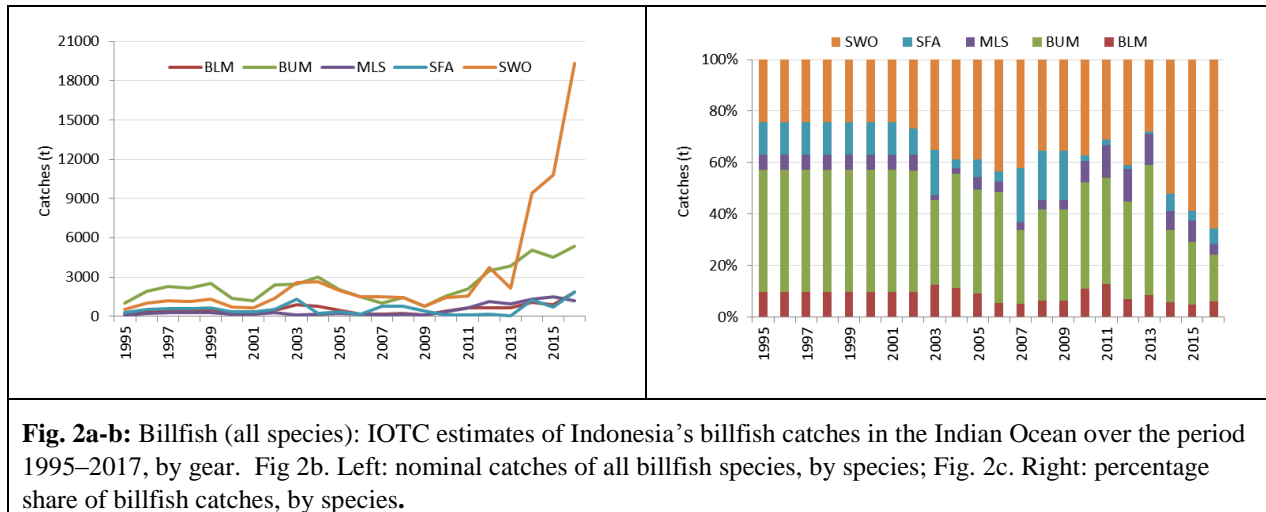 21000
18000
15000
12000
9000
6000
3000
0
Catches (t)
BLM BUM MLS SFA SWO
1995 1997 1999 2001 2003 2005 2007 2009 2011 2013 2015
SWO SFA MLS BUM BLM
100%
80%
60%
40%
20%
0%
Catches (t)
1995 1997 1999 2001 2003 2005 2007 2009 2011 2013 2015
Fig. 2a-b: Billfish (all species): IOTC estimates of Indonesia’s billfish catches in the Indian Ocean over the period
1995–2017, by gear. Fig 2b. Left: nominal catches of all billfish species, by species; Fig. 2c. Right: percentage
share of billfish catches, by species.